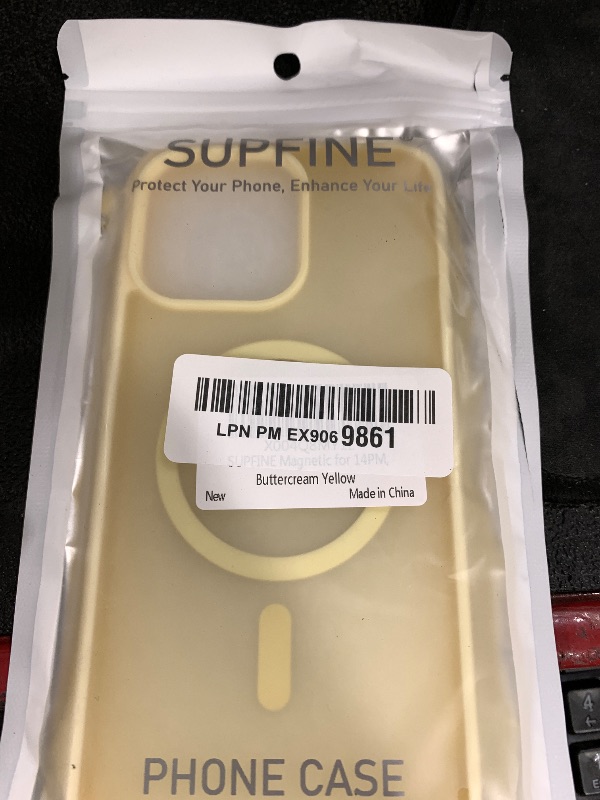 SUPFINE
Protect Your Phone, Enhance Your Life
LPN PM EX906 9861
SUPFINE Magnetic for 14PM,
Buttercream Yellow
New
Made in China
PHONE CASE
4